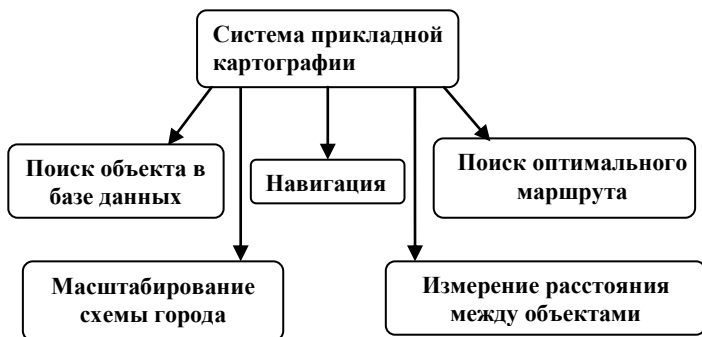 Система прикладной
картографии
Поиск объекта в
базе данных
Навигация
Поиск оптимального
маршрута
Масштабирование
схемы города
Измерение расстояния
между объектами